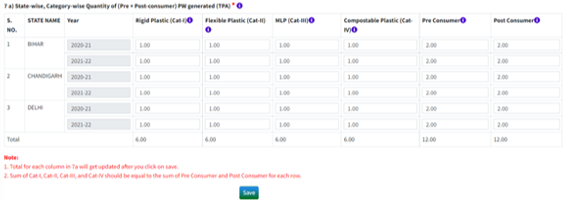 7 a) State-wise, Category-wise Quantity of (Pre + Post-consumer) PW generated (TPA) *
S. NO. STATE NAME Year Rigid Plastic (Cat-I) Flexible Plastic (Cat-II) MLP (Cat-III) Compostable Plastic (Cat-IV) Pre Consumer Post Consumer
1 BIHAR 2020-21 1.00 1.00 1.00 1.00 2.00 2.00
2021-22 1.00 1.00 1.00 1.00 2.00 2.00
2 CHANDIGARH 2020-21 1.00 1.00 1.00 1.00 2.00 2.00
2021-22 1.00 1.00 1.00 1.00 2.00 2.00
3 DELHI 2020-21 1.00 1.00 1.00 1.00 2.00 2.00
2021-22 1.00 1.00 1.00 1.00 2.00 2.00
Total 6.00 6.00 6.00 6.00 12.00 12.00
Note:
1. Total for each column in 7a will get updated after you click on save.
2. Sum of Cat-I, Cat-II, Cat-III, and Cat-IV should be equal to the sum of Pre Consumer and Post Consumer for each row.
Save